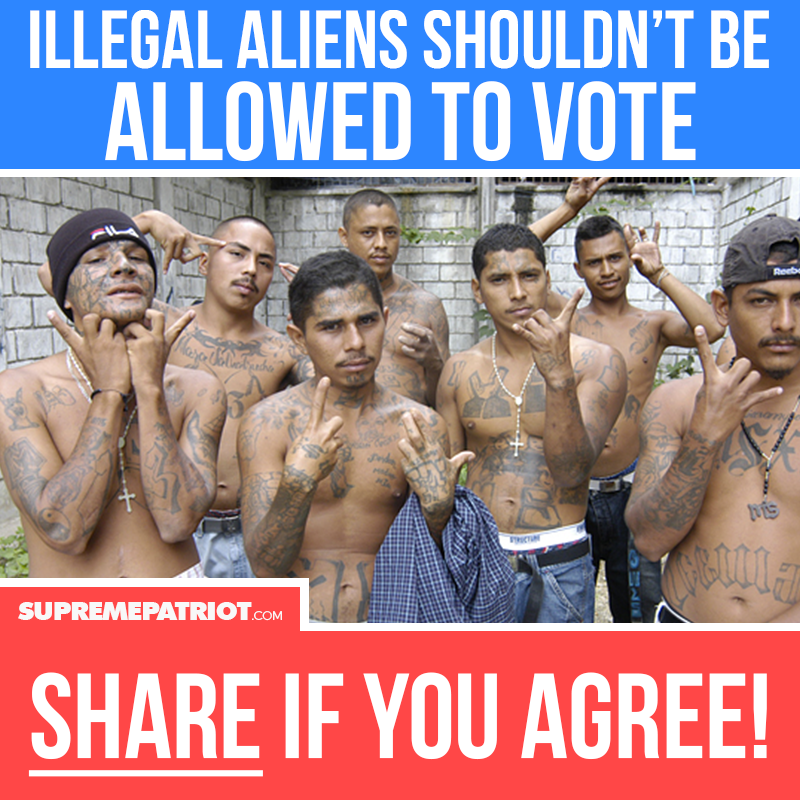 ILLEGAL ALIENS SHOULDN'T BE
ALLOWED TO VOTE
FILA
Reebok
STRUCTURE
MS
SUPREMEPATRIOT.COM
SHARE IF YOU AGREE!